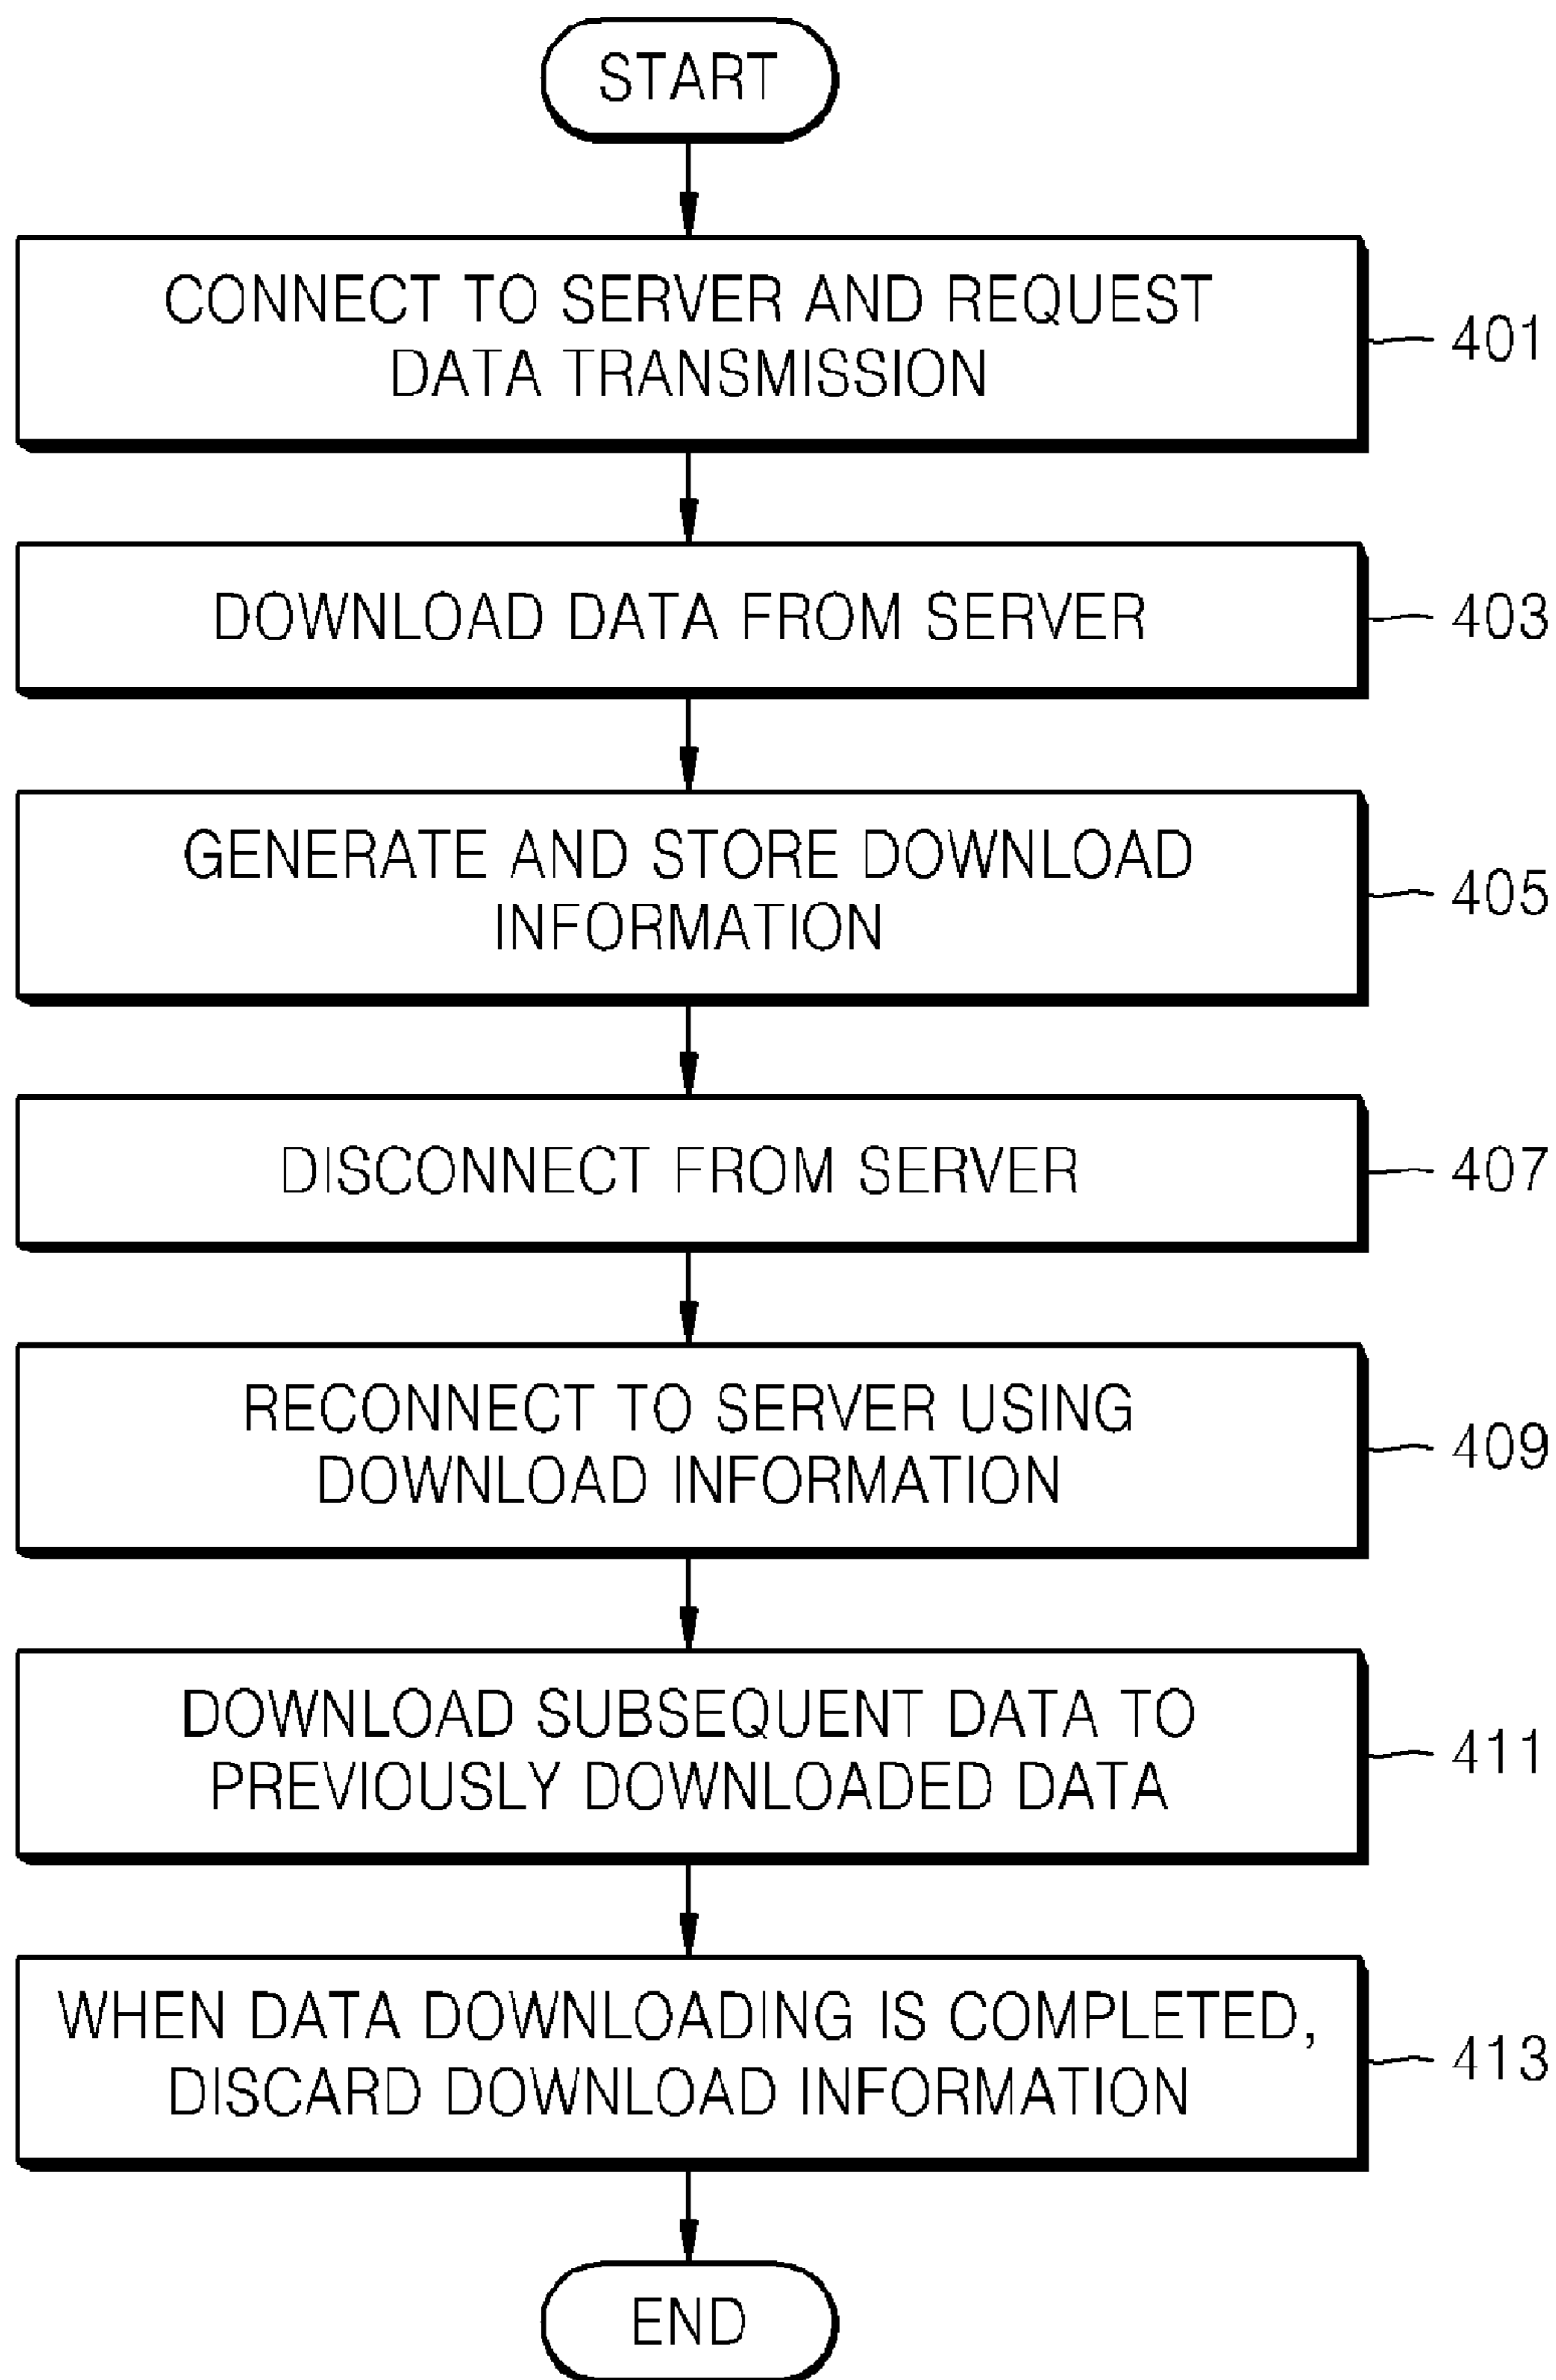 START
CONNECT TO SERVER AND REQUEST
DATA TRANSMISSION
401
DOWNLOAD DATA FROM SERVER
403
GENERATE AND STORE DOWNLOAD
INFORMATION
405
DISCONNECT FROM SERVER
407
RECONNECT TO SERVER USING
DOWNLOAD INFORMATION
409
DOWNLOAD SUBSEQUENT DATA TO
PREVIOUSLY DOWNLOADED DATA
411
WHEN DATA DOWNLOADING IS COMPLETED,
DISCARD DOWNLOAD INFORMATION
413
END